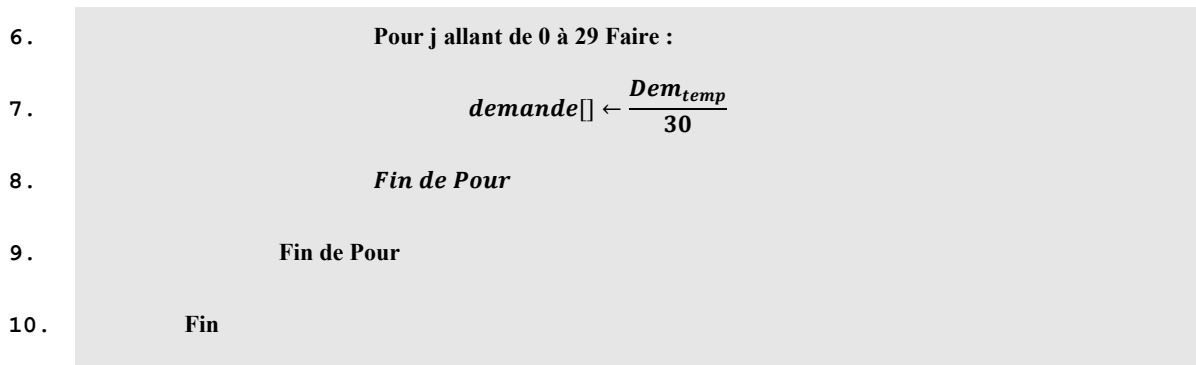 6. Pour j allant de 0 à 29 Faire :
7. demande[] ← Dem_temp / 30
8. Fin de Pour
9. Fin de Pour
10. Fin